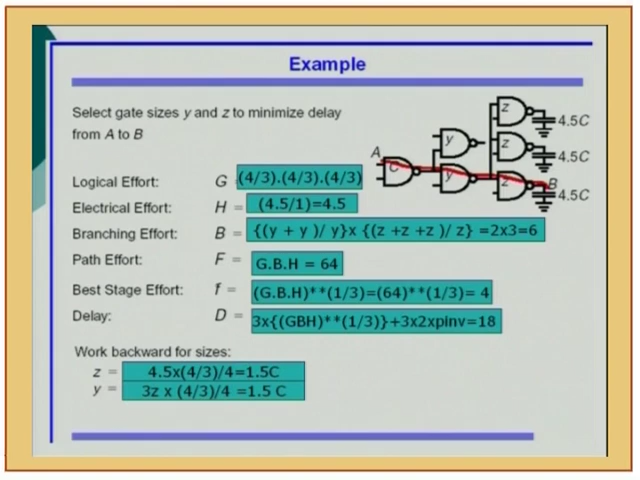 Example
Select gate sizes y and z to minimize delay
from A to B
Logical Effort: G (4/3).(4/3).(4/3)
Electrical Effort: H = (4.5/1)=4.5
Branching Effort: B = {((y + y )/ y}x {(z +z +z )/ z} =2x3=6
Path Effort: F = G.B.H = 64
Best Stage Effort: f = (G.B.H)**(1/3)=(64)**(1/3)= 4
Delay: D = 3x{(GBH)**(1/3)}+3x2xpinv=18
Work backward for sizes:
z = 4.5x(4/3)/4=1.5C
y = 3z x (4/3)/4 =1.5 C
z 4.5C
y z 4.5C
A C y z B 4.5C